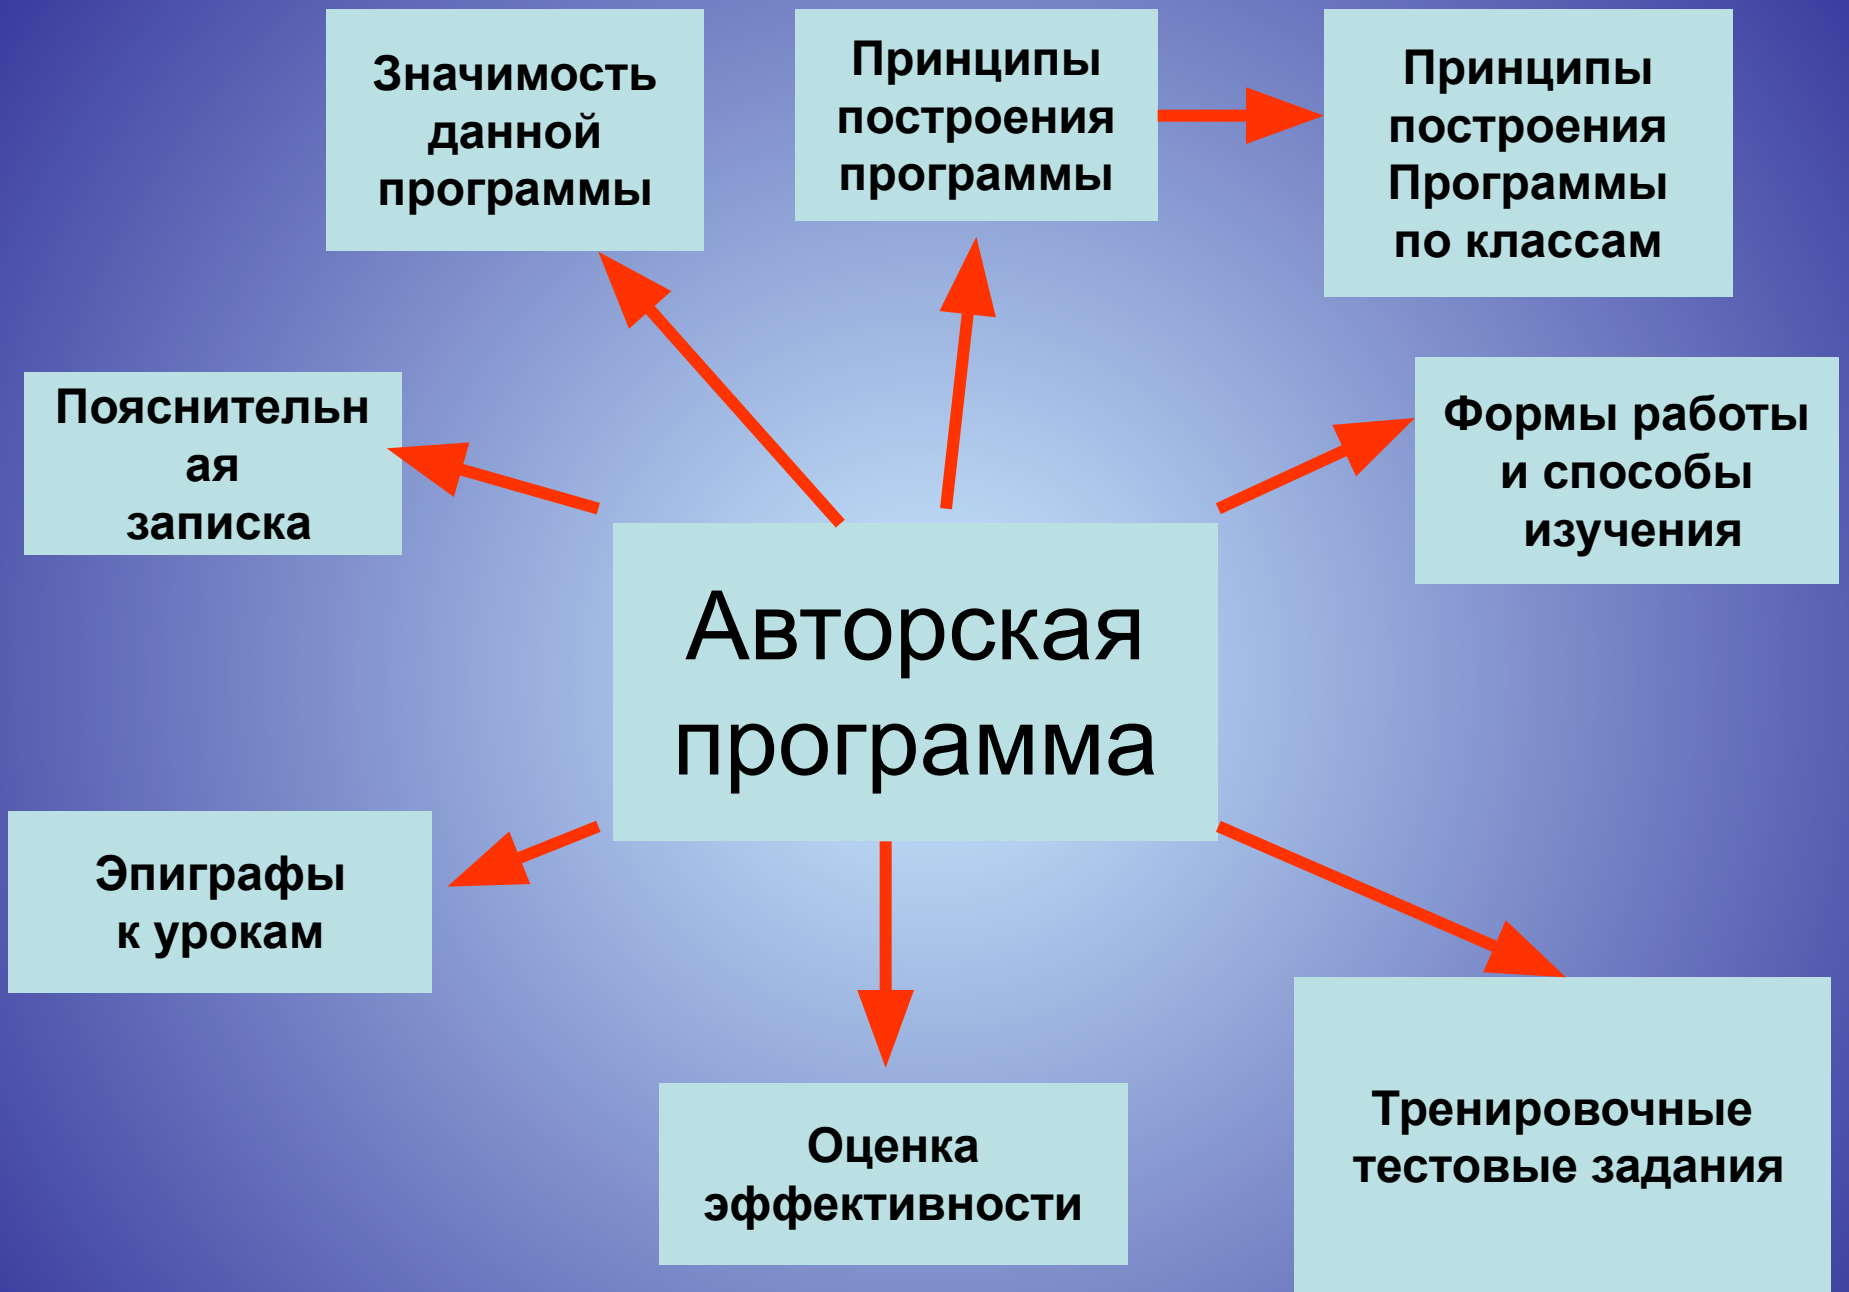 Значимость
данной
программы
Принципы
построения
программы
Принципы
построения
Программы
по классам
Пояснительн
ая
записка
Формы работы
и способы
изучения
Авторская
программа
Эпиграфы
к урокам
Оценка
эффективности
Тренировочные
тестовые задания